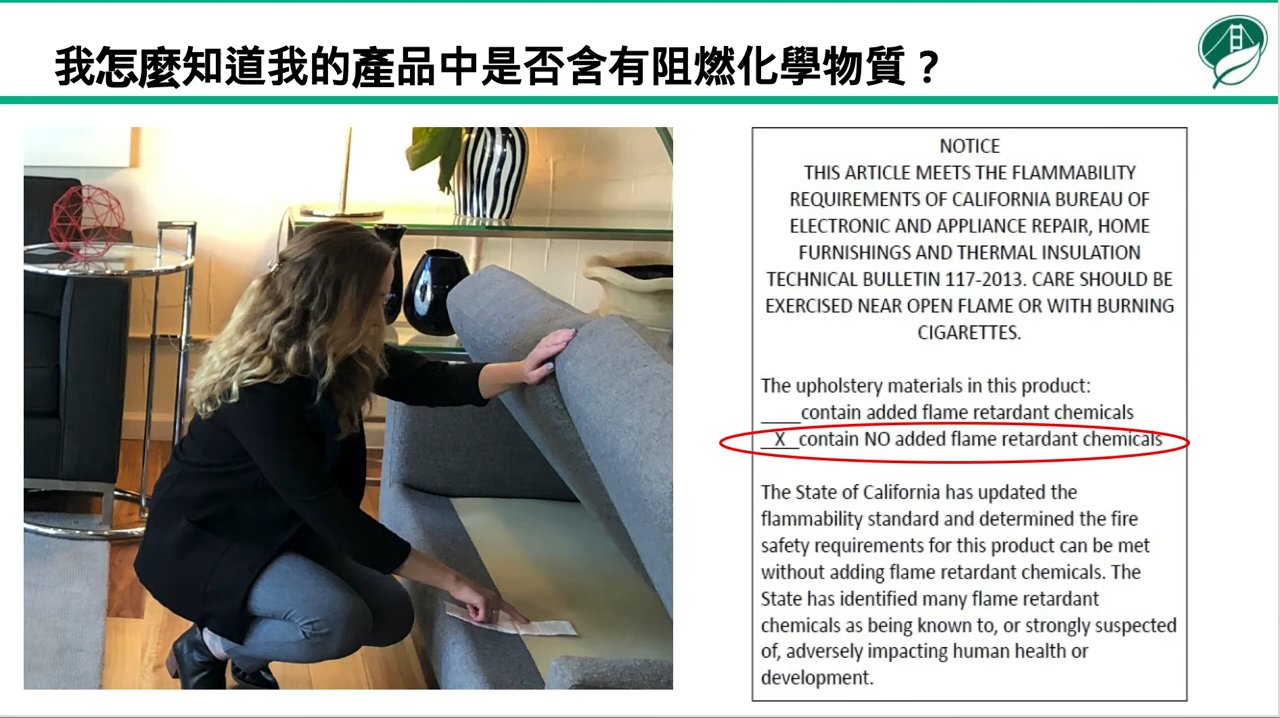 我怎麼知道我的產品中是否含有阻燃化學物質？
NOTICE
THIS ARTICLE MEETS THE FLAMMABILITY
REQUIREMENTS OF CALIFORNIA BUREAU OF
ELECTRONIC AND APPLIANCE REPAIR, HOME
FURNISHINGS AND THERMAL INSULATION
TECHNICAL BULLETIN 117-2013. CARE SHOULD BE
EXERCISED NEAR OPEN FLAME OR WITH BURNING
CIGARETTES.
The upholstery materials in this product:
____contain added flame retardant chemicals
__X__contain NO added flame retardant chemicals
The State of California has updated the
flammability standard and determined the fire
safety requirements for this product can be met
without adding flame retardant chemicals. The
State has identified many flame retardant
chemicals as being known to, or strongly suspected
of, adversely impacting human health or
development.